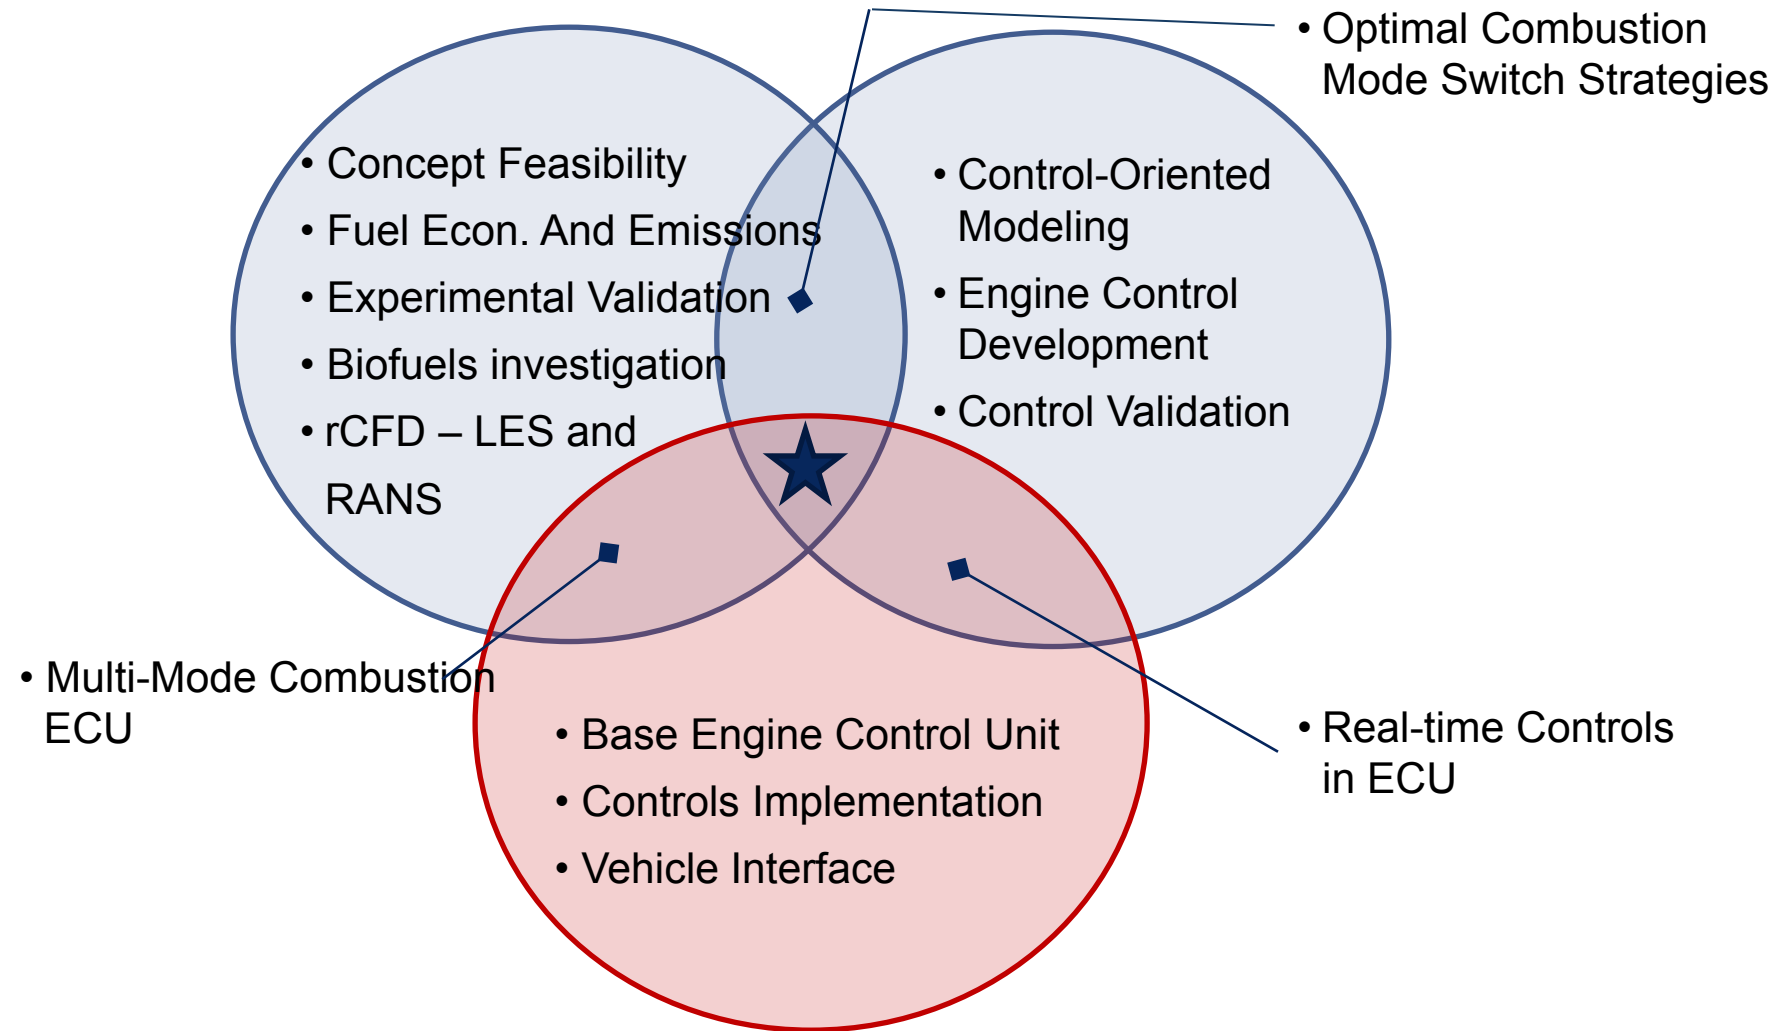 • Optimal Combustion
Mode Switch Strategies
• Concept Feasibility
• Fuel Econ. And Emissions
• Experimental Validation
• Biofuels investigation
• rCFD – LES and
RANS
• Control-Oriented
Modeling
• Engine Control
Development
• Control Validation
• Multi-Mode Combustion
ECU
• Base Engine Control Unit
• Controls Implementation
• Vehicle Interface
• Real-time Controls
in ECU